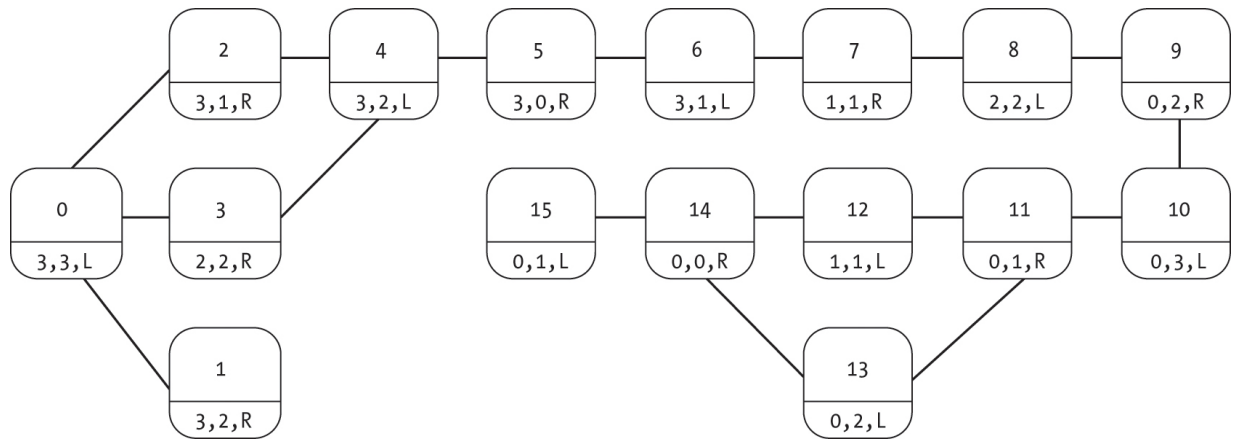 2
3,1,R
4
3,2,L
5
3,0,R
6
3,1,L
7
1,1,R
8
2,2,L
9
0,2,R
0
3,3,L
3
2,2,R
15
0,1,L
14
0,0,R
12
1,1,L
11
0,1,R
10
0,3,L
1
3,2,R
13
0,2,L